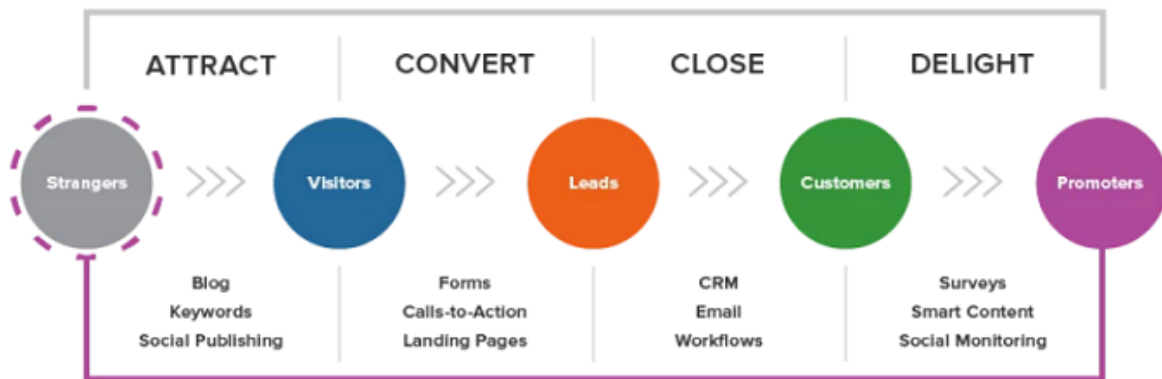 ATTRACT CONVERT CLOSE DELIGHT
Strangers Visitors Leads Customers Promoters
Blog Forms CRM Surveys
Keywords Calls-to-Action Email Smart Content
Social Publishing Landing Pages Workflows Social Monitoring